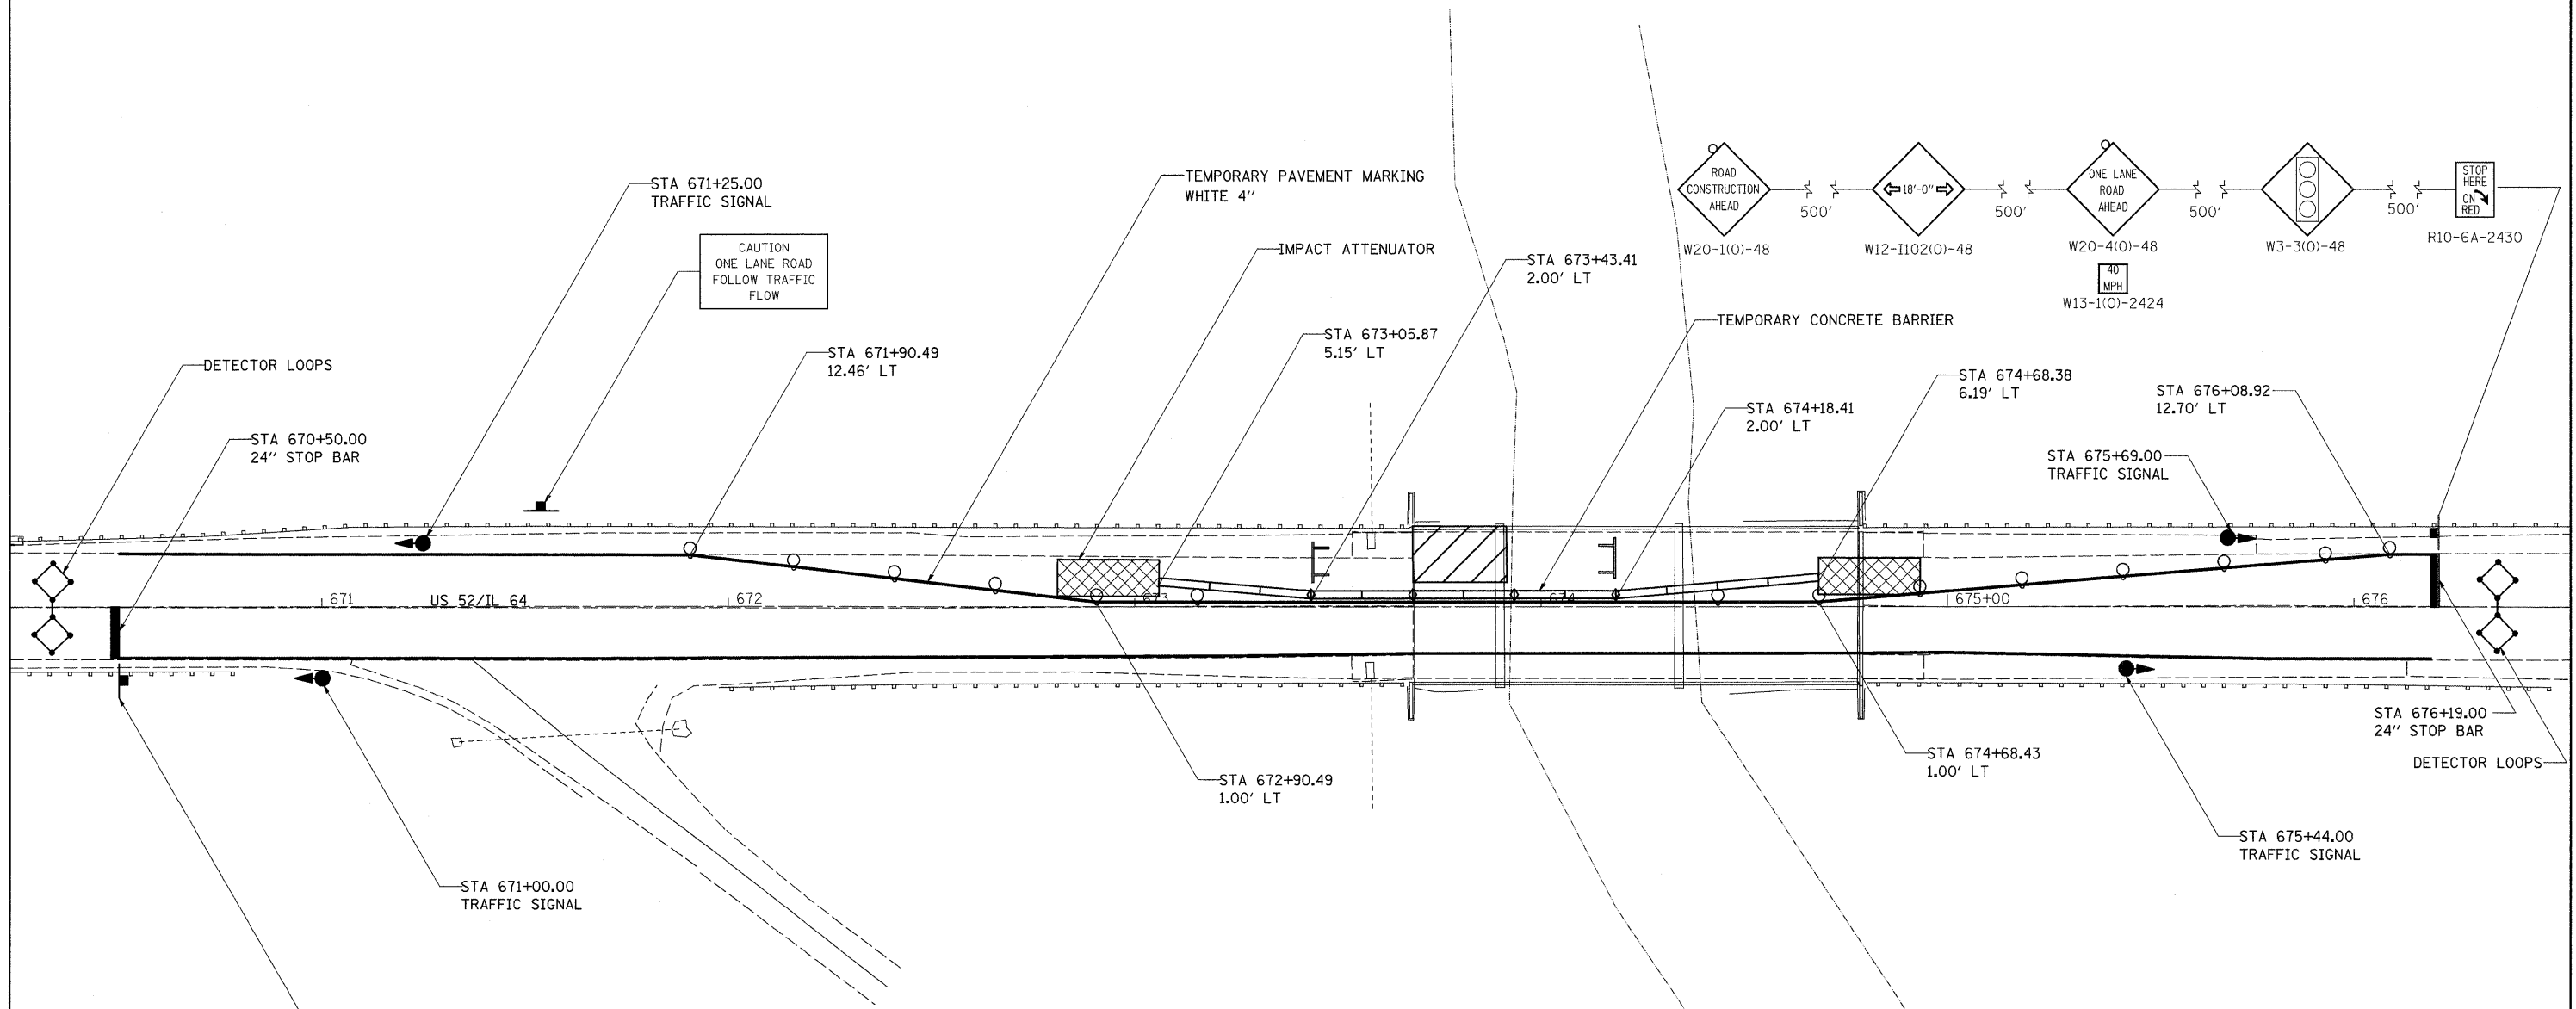 STA 671+25.00
TRAFFIC SIGNAL
TEMPORARY PAVEMENT MARKING
WHITE 4"
CAUTION
ONE LANE ROAD
FOLLOW TRAFFIC
FLOW
IMPACT ATTENUATOR
STA 673+43.41
2.00' LT
ROAD
CONSTRUCTION
AHEAD
W20-1(O)-48
500'
18'-0"
W12-I102(O)-48
500'
ONE LANE
ROAD
AHEAD
W20-4(O)-48
40
MPH
W13-1(O)-2424
500'
W3-3(O)-48
500'
STOP
HERE
ON
RED
R10-6A-2430
TEMPORARY CONCRETE BARRIER
STA 673+05.87
5.15' LT
STA 671+90.49
12.46' LT
DETECTOR LOOPS
STA 674+68.38
6.19' LT
STA 676+08.92
12.70' LT
STA 674+18.41
2.00' LT
STA 670+50.00
24" STOP BAR
STA 675+69.00
TRAFFIC SIGNAL
671
US 52/IL 64
672
673
674
675+00
676
STA 676+19.00
24" STOP BAR
DETECTOR LOOPS
STA 674+68.43
1.00' LT
STA 672+90.49
1.00' LT
STA 675+44.00
TRAFFIC SIGNAL
STA 671+00.00
TRAFFIC SIGNAL